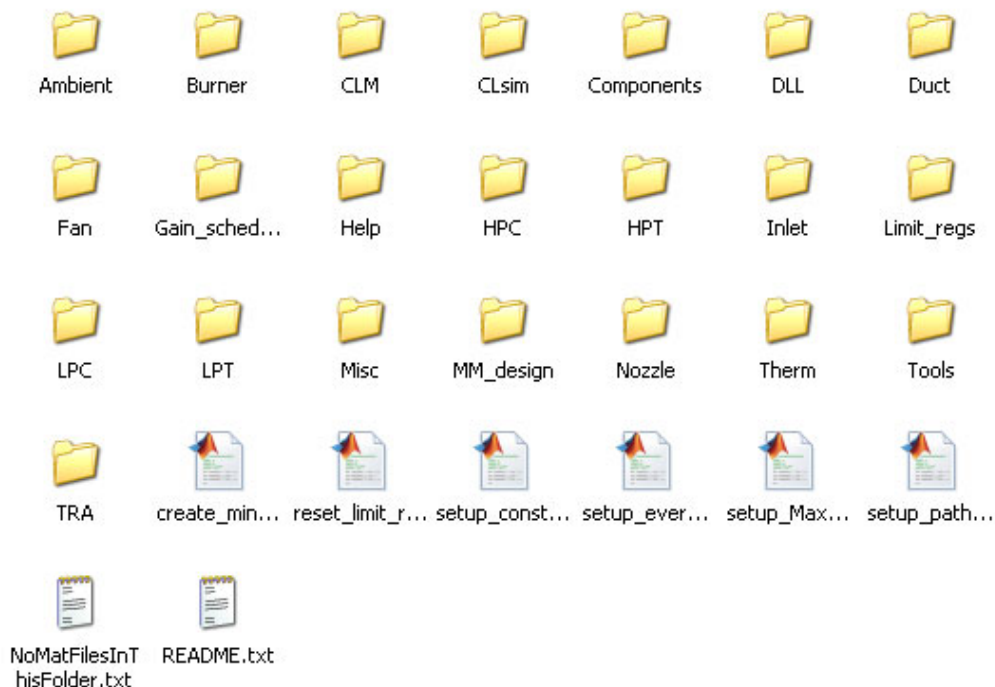 Ambient Burner CLM CLsim Components DLL Duct
Fan Gain_sched... Help HPC HPT Inlet Limit_regs
LPC LPT Misc MM_design Nozzle Therm Tools
TRA create_min... reset_limit_r... setup_const... setup_ever... setup_Max... setup_path...
NoMatFilesInT README.txt
hisFolder.txt